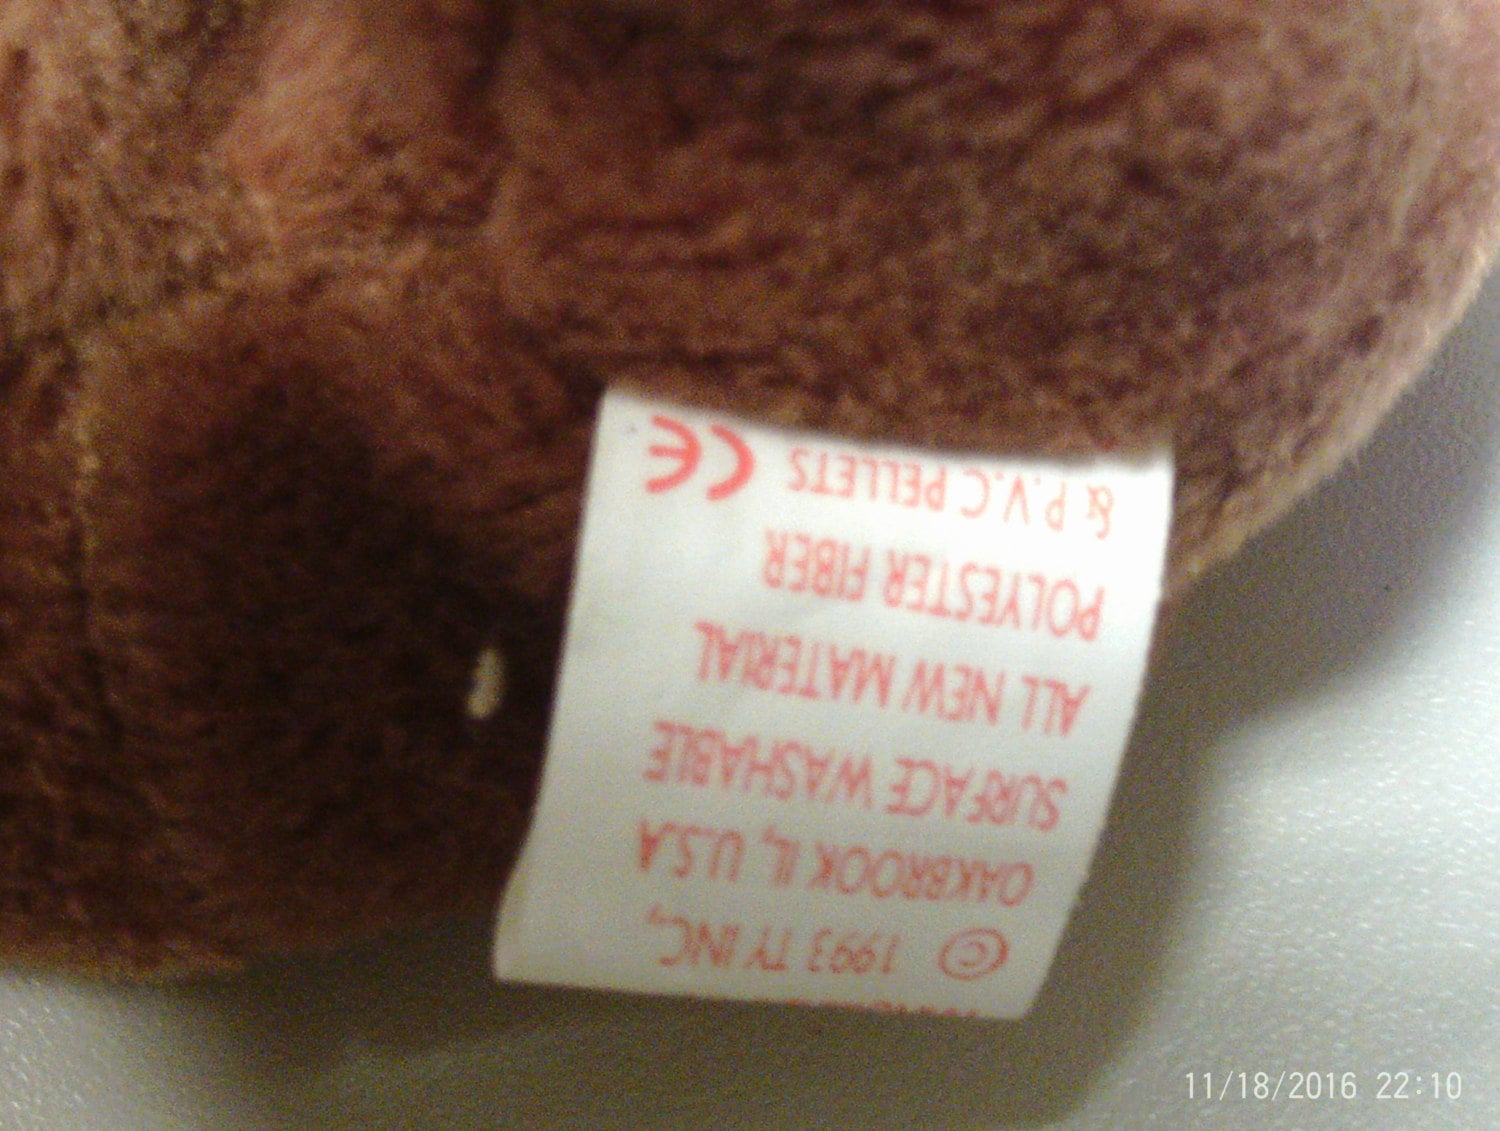 © 1993 TY INC.,
OAKBROOK IL, U.S.A
SURFACE WASHABLE
ALL NEW MATERIAL
POLYESTER FIBER
& P.V.C PELLETS CE
11/18/2016 22:10